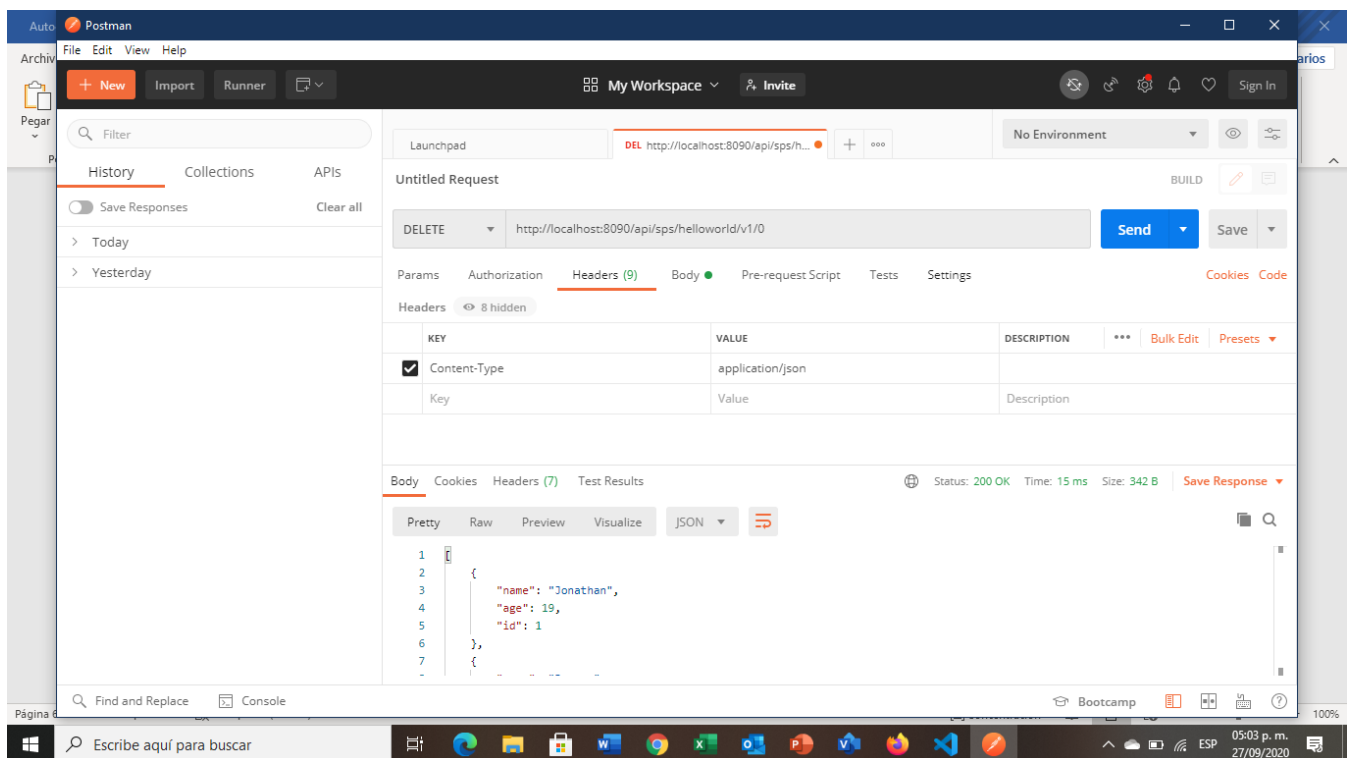 Auto
Postman
File Edit View Help
Archiv
arios
New Import Runner My Workspace Invite Sign In
Pegar
Filter
Launchpad DEL http://localhost:8090/api/sps/h... No Environment
History Collections APIs
Untitled Request BUILD
Save Responses Clear all
DELETE http://localhost:8090/api/sps/helloworld/v1/0 Send Save
Today
Yesterday
Params Authorization Headers (9) Body Pre-request Script Tests Settings Cookies Code
Headers 8 hidden
KEY VALUE DESCRIPTION ••• Bulk Edit Presets
Content-Type application/json
Key Value Description
Body Cookies Headers (7) Test Results Status: 200 OK Time: 15 ms Size: 342 B Save Response
Pretty Raw Preview Visualize JSON
1 [
2 {
3 "name": "Jonathan",
4 "age": 19,
5 "id": 1
6 },
7 {
Find and Replace Console Bootcamp
Página 6
100%
Escribe aquí para buscar
ESP
05:03 p. m.
27/09/2020